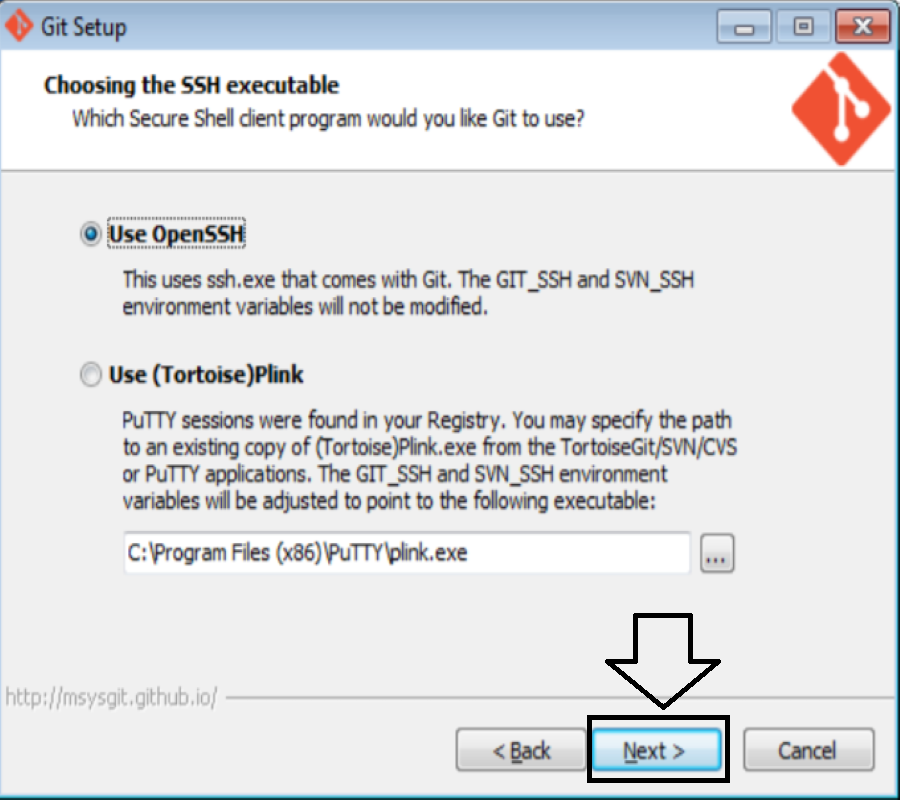 Git Setup
Choosing the SSH executable
Which Secure Shell client program would you like Git to use?
Use OpenSSH
This uses ssh.exe that comes with Git. The GIT_SSH and SVN_SSH
environment variables will not be modified.
Use (Tortoise)Plink
PuTTY sessions were found in your Registry. You may specify the path
to an existing copy of (Tortoise)Plink.exe from the TortoiseGit/SVN/CVS
or PuTTY applications. The GIT_SSH and SVN_SSH environment
variables will be adjusted to point to the following executable:
C:\Program Files (x86)\PuTTY\plink.exe
...
http://msysgit.github.io/
< Back
Next >
Cancel